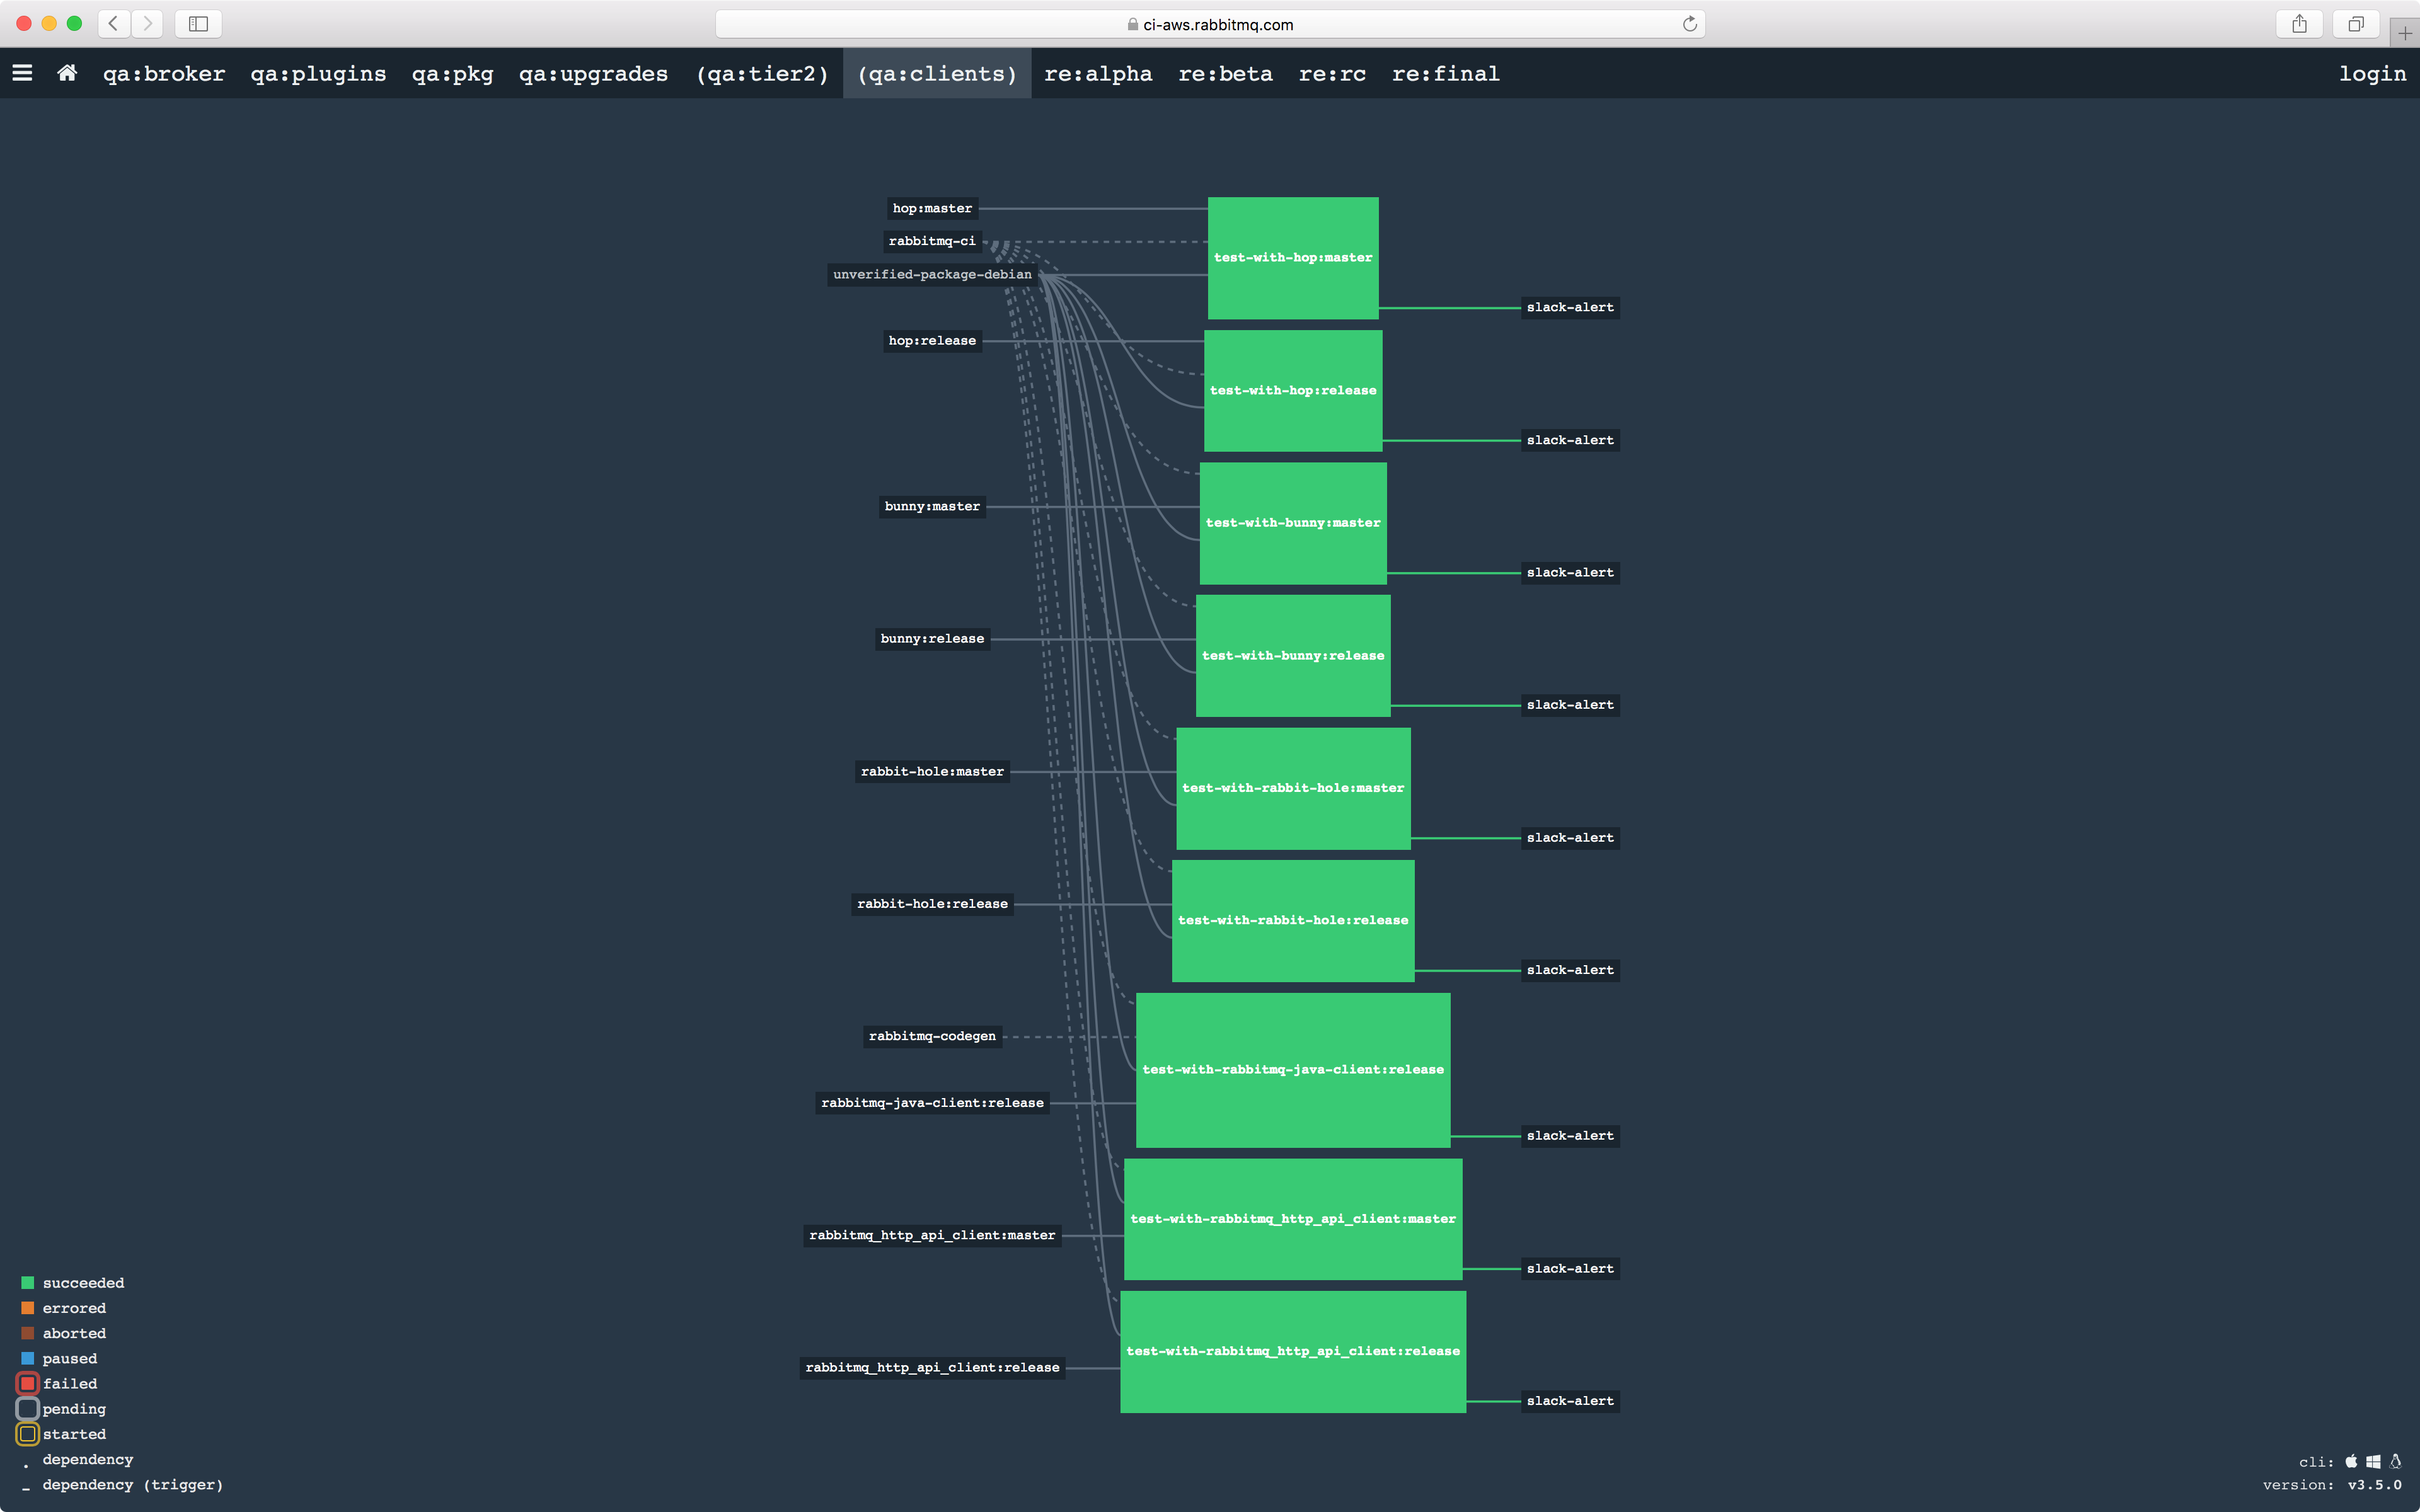 ci-aws.rabbitmq.com
qa:broker qa:plugins qa:pkg qa:upgrades (qa:tier2) (qa:clients) re:alpha re:beta re:rc re:final login
hop:master
rabbitmq-ci
test-with-hop:master
unverified-package-debian
slack-alert
hop:release
test-with-hop:release
slack-alert
bunny:master
test-with-bunny:master
slack-alert
bunny:release
test-with-bunny:release
slack-alert
rabbit-hole:master
test-with-rabbit-hole:master
slack-alert
rabbit-hole:release
test-with-rabbit-hole:release
slack-alert
rabbitmq-codegen
test-with-rabbitmq-java-client:release
rabbitmq-java-client:release
slack-alert
test-with-rabbitmq_http_api_client:master
rabbitmq_http_api_client:master
slack-alert
test-with-rabbitmq_http_api_client:release
rabbitmq_http_api_client:release
slack-alert
succeeded
errored
aborted
paused
failed
pending
started
. dependency
- dependency (trigger)
cli:
version: v3.5.0